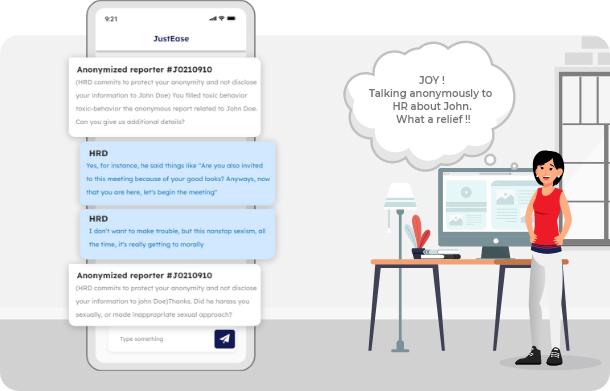 9:21
JustEase
Anonymized reporter #J0210910
(HRD commits to protect your anonymity and not disclose
your information to John Doe) You filled toxic behavior
toxic-behavior the anonymous report related to John Doe.
Can you give us additional details?
HRD
Yes, for instance, he said things like "Are you also invited
to this meeting because of your good looks? Anyways, now
that you are here, let's begin the meeting"
HRD
I don't want to make trouble, but this nonstop sexism, all
the time, it's really getting to morally
Anonymized reporter #J0210910
(HRD commits to protect your anonymity and not disclose
your information to john Doe)Thanks. Did he harass you
sexually, or made inappropriate sexual approach?
Type something
JOY !
Talking anonymously to
HR about John.
What a relief !!